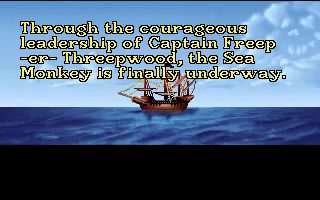 Through the courageous
leadership of Captain Freep
-er- Threepwood, the Sea
Monkey is finally underway.